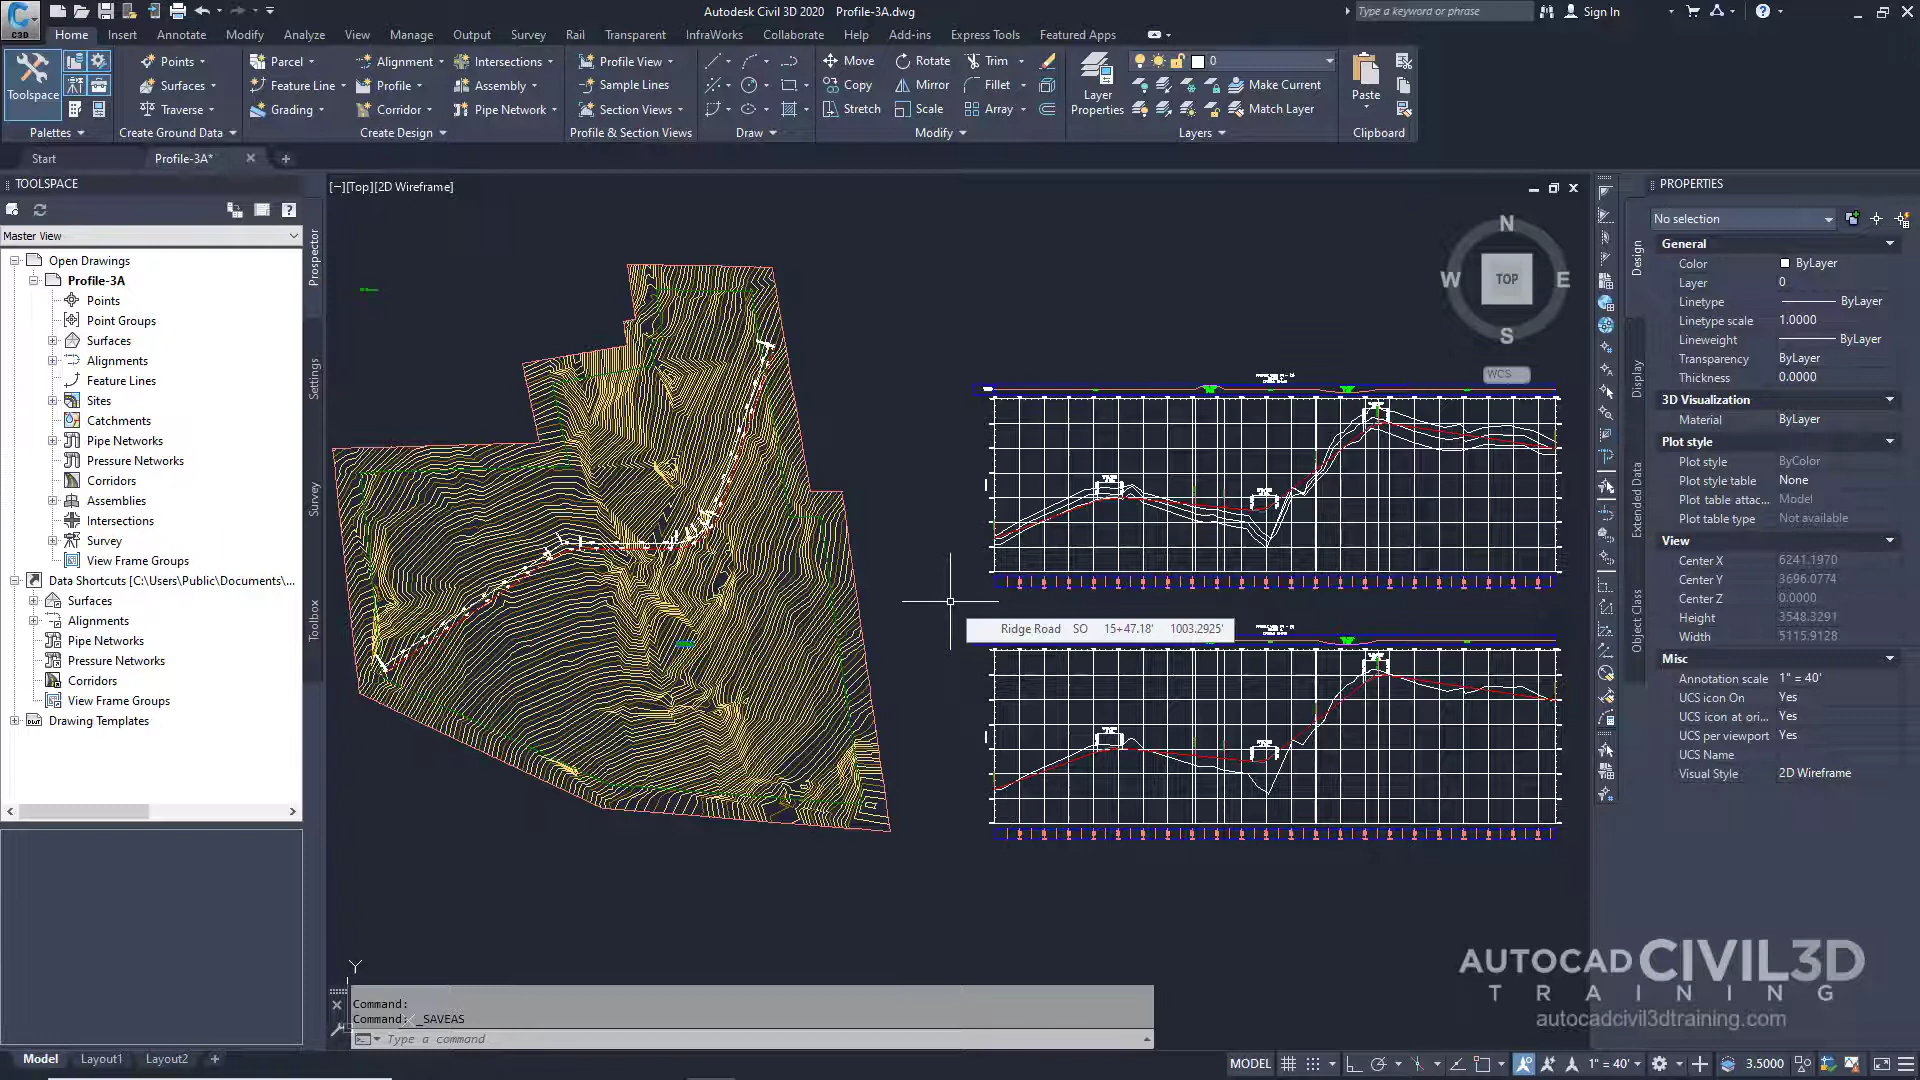 Autodesk Civil 3D 2020 Profile-3A.dwg
Type a keyword or phrase
Sign In
C3D
Home Insert Annotate Modify Analyze View Manage Output Survey Rail Transparent InfraWorks Collaborate Help Add-ins Express Tools Featured Apps
Toolspace
Points
Surfaces
Traverse
Parcel
Feature Line
Grading
Alignment
Profile
Corridor
Intersections
Assembly
Pipe Network
Profile View
Sample Lines
Section Views
Move
Copy
Stretch
Rotate
Mirror
Scale
Trim
Fillet
Array
Layer
Properties
0
Make Current
Match Layer
Paste
Palettes Create Ground Data Create Design Profile & Section Views Draw Modify Layers Clipboard
Start Profile-3A*
TOOLSPACE
Master View
Open Drawings
Profile-3A
Points
Point Groups
Surfaces
Alignments
Feature Lines
Sites
Catchments
Pipe Networks
Pressure Networks
Corridors
Assemblies
Intersections
Survey
View Frame Groups
Data Shortcuts [C:\Users\Public\Documents\...
Surfaces
Alignments
Pipe Networks
Pressure Networks
Corridors
View Frame Groups
Drawing Templates
Prospector
Settings
Survey
Toolbox
[−][Top][2D Wireframe]
N
W TOP E
S
WCS
Ridge Road SO 15+47.18' 1003.2925'
Y
Command:
Command: _SAVEAS
Type a command
PROPERTIES
No selection
Design
Display
Extended Data
Object Class
General
Color ByLayer
Layer 0
Linetype ByLayer
Linetype scale 1.0000
Lineweight ByLayer
Transparency ByLayer
Thickness 0.0000
3D Visualization
Material ByLayer
Plot style
Plot style ByColor
Plot style table None
Plot table attac... Model
Plot table type Not available
View
Center X 6241.1970
Center Y 3696.0774
Center Z 0.0000
Height 3548.3291
Width 5115.9128
Misc
Annotation scale 1" = 40'
UCS icon On Yes
UCS icon at ori... Yes
UCS per viewport Yes
UCS Name
Visual Style 2D Wireframe
AUTOCAD CIVIL3D
TRAINING
autocadcivil3dtraining.com
Model Layout1 Layout2 +
MODEL 1" = 40' 3.5000